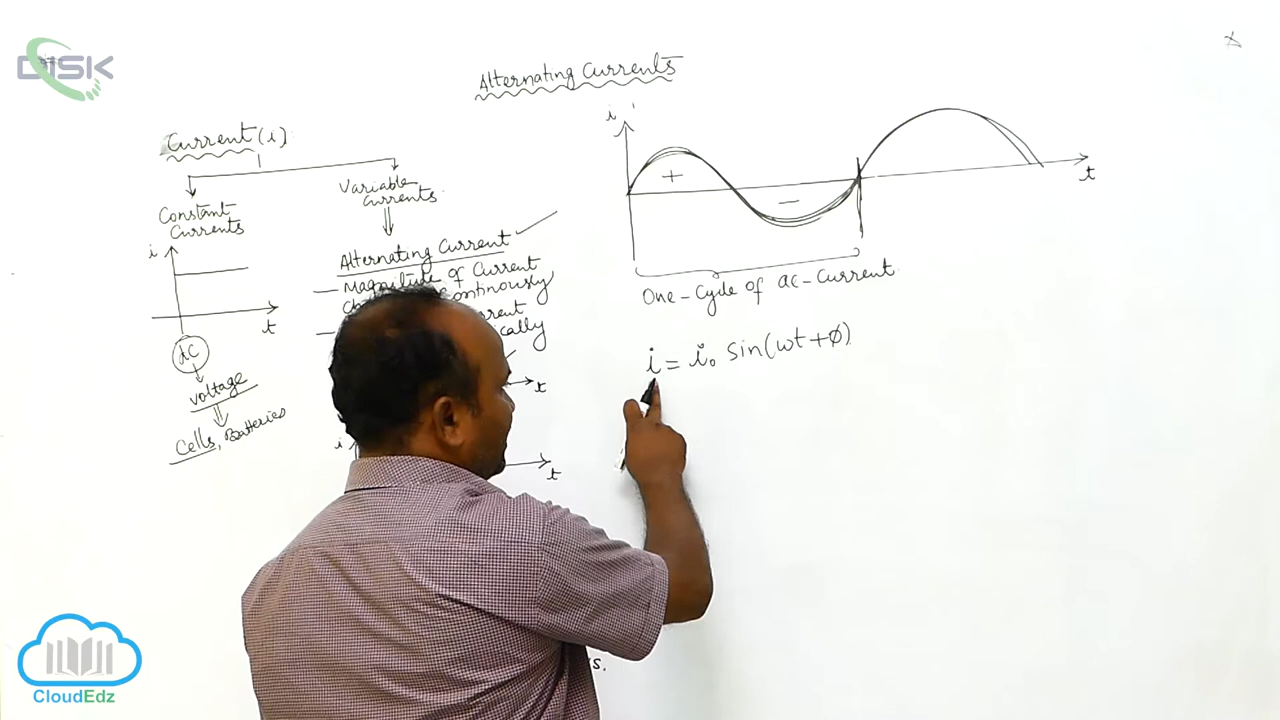 DISK
Alternating Currents
Current (i)
Constant
Currents
i
t
dC
voltage
Cells, Batteries
Variable
Currents
Alternating Current
— Magnitude of Current
Continously
t
i
t
i
+
−
t
One-Cycle of ac-Current
i = i₀ sin(ωt + φ)
CloudEdz